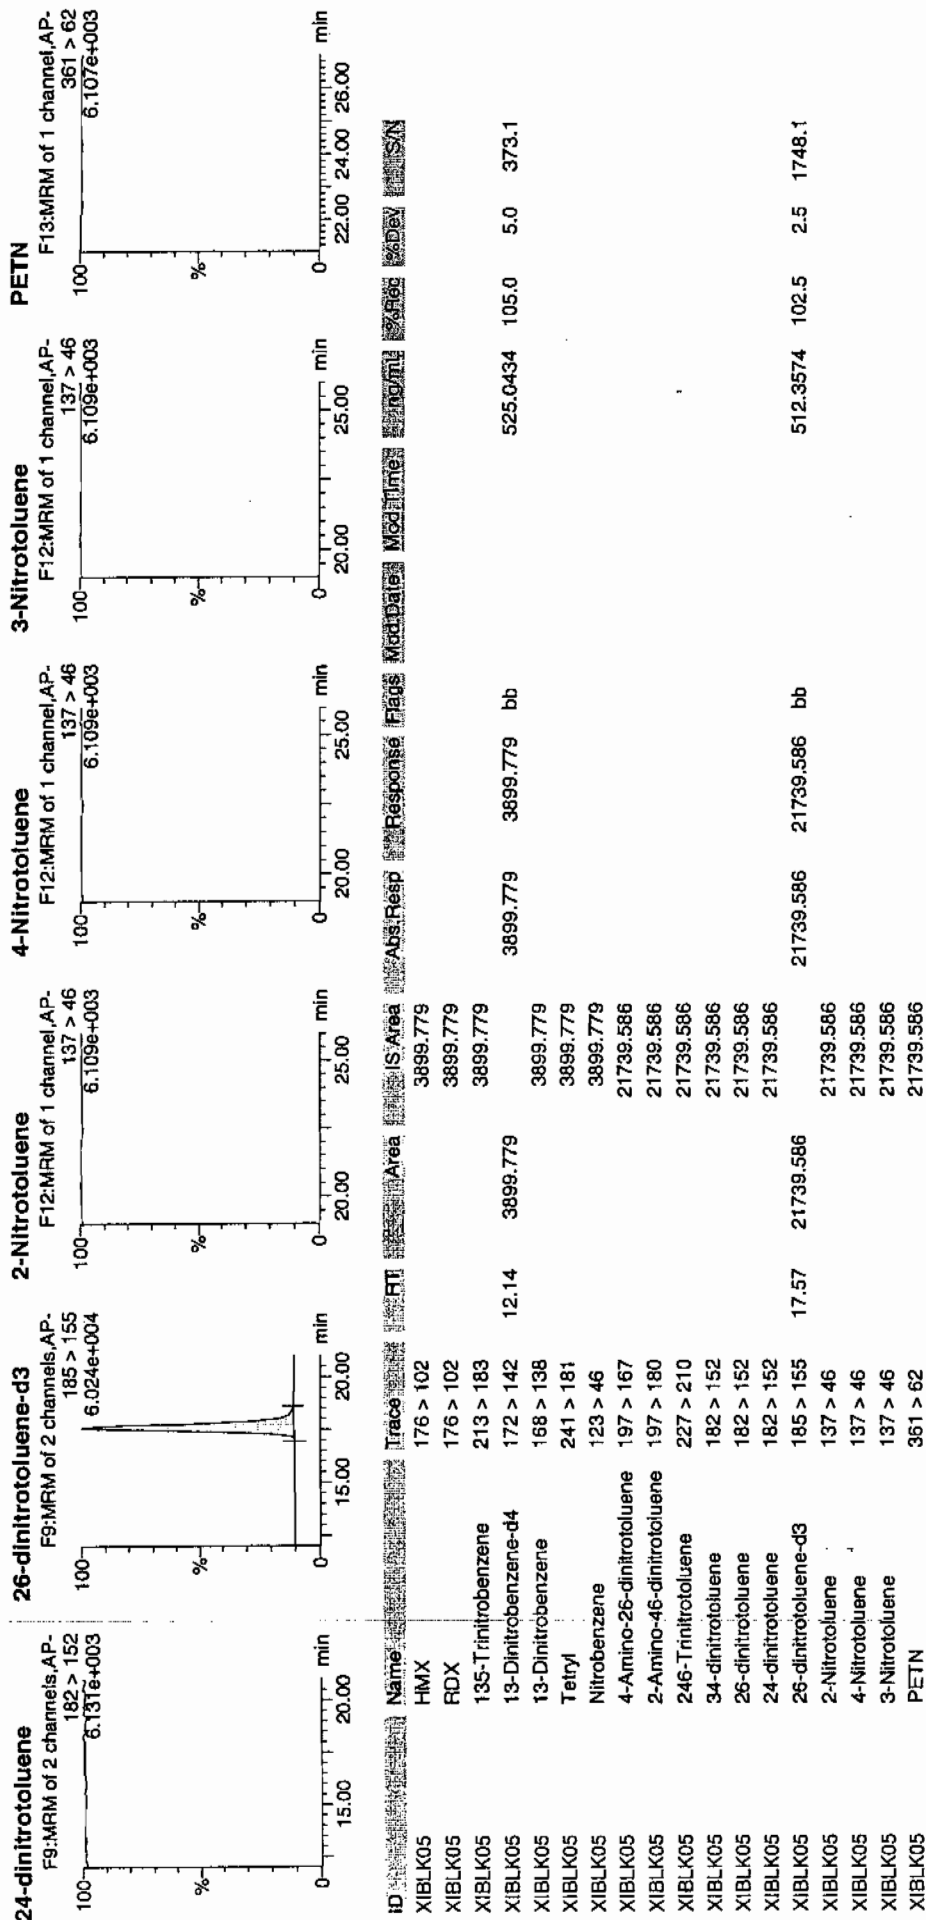 24-dinitrotoluene
F9:MRM of 2 channels,AP-
182 > 152
6.131e+003
100
%
0
15.00 20.00 min
26-dinitrotoluene-d3
F9:MRM of 2 channels,AP-
185 > 155
6.024e+004
100
%
0
15.00 20.00 min
2-Nitrotoluene
F12:MRM of 1 channel,AP-
137 > 46
6.109e+003
100
%
0
20.00 25.00 min
4-Nitrotoluene
F12:MRM of 1 channel,AP-
137 > 46
6.109e+003
100
%
0
20.00 25.00 min
3-Nitrotoluene
F12:MRM of 1 channel,AP-
137 > 46
6.109e+003
100
%
0
20.00 25.00 min
PETN
F13:MRM of 1 channel,AP-
361 > 62
6.107e+003
100
%
0
22.00 24.00 26.00 min
ID Name Trace RT Area IS Area Abs.Resp Response Flags Mod.Date Mod.Time ng/mL %Rec %Dev S/N
XIBLK05 HMX 176 > 102 3899.779
XIBLK05 RDX 176 > 102 3899.779
XIBLK05 135-Trinitrobenzene 213 > 183 3899.779
XIBLK05 13-Dinitrobenzene-d4 172 > 142 12.14 3899.779 3899.779 3899.779 bb 525.0434 105.0 5.0 373.1
XIBLK05 13-Dinitrobenzene 168 > 138 3899.779
XIBLK05 Tetryl 241 > 181 3899.779
XIBLK05 Nitrobenzene 123 > 46 3899.779
XIBLK05 4-Amino-26-dinitrotoluene 197 > 167 21739.586
XIBLK05 2-Amino-46-dinitrotoluene 197 > 180 21739.586
XIBLK05 246-Trinitrotoluene 227 > 210 21739.586
XIBLK05 34-dinitrotoluene 182 > 152 21739.586
XIBLK05 26-dinitrotoluene 182 > 152 21739.586
XIBLK05 24-dinitrotoluene 182 > 152 21739.586
XIBLK05 26-dinitrotoluene-d3 185 > 155 17.57 21739.586 21739.586 21739.586 bb 512.3574 102.5 2.5 1748.1
XIBLK05 2-Nitrotoluene 137 > 46 21739.586
XIBLK05 4-Nitrotoluene 137 > 46 21739.586
XIBLK05 3-Nitrotoluene 137 > 46 21739.586
XIBLK05 PETN 361 > 62 21739.586